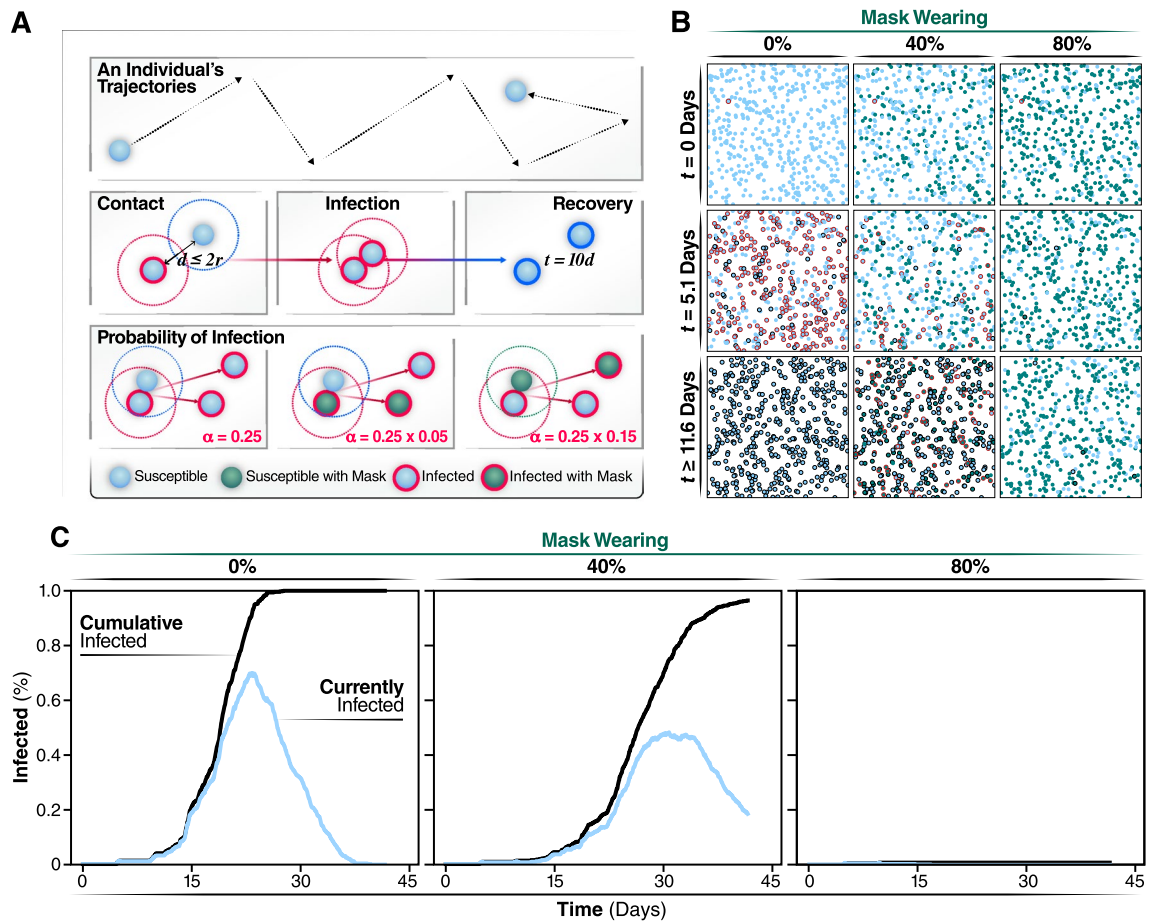 A
An Individual's
Trajectories
Contact
d ≤ 2r
Infection
Recovery
t = 10d
Probability of Infection
α = 0.25
α = 0.25 x 0.05
α = 0.25 x 0.15
Susceptible
Susceptible with Mask
Infected
Infected with Mask
B
Mask Wearing
0%
40%
80%
t = 0 Days
t = 5.1 Days
t ≥ 11.6 Days
C
Mask Wearing
0%
40%
80%
Infected (%)
1.0
0.8
0.6
0.4
0.2
0
Cumulative
Infected
Currently
Infected
0 15 30 45
0 15 30 45
0 15 30 45
Time (Days)